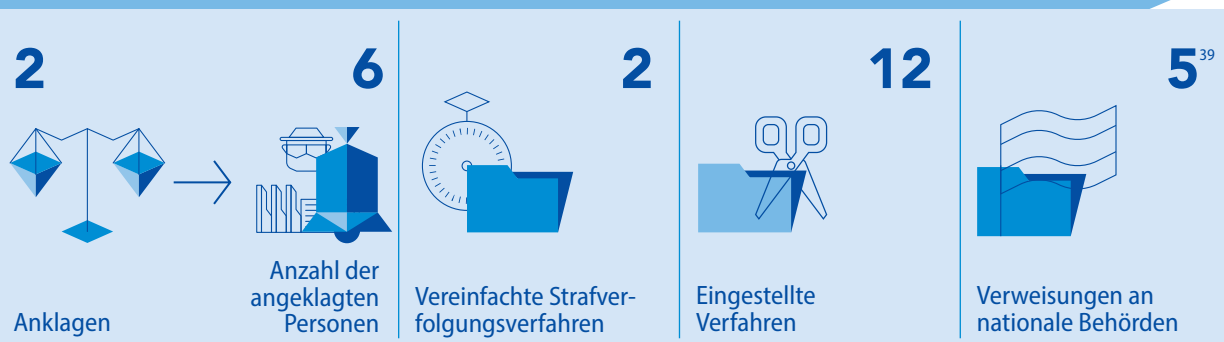 2
Anklagen
6
Anzahl der
angeklagten
Personen
2
Vereinfachte Strafver-
folgungsverfahren
12
Eingestellte
Verfahren
5 39
Verweisungen an
nationale Behörden